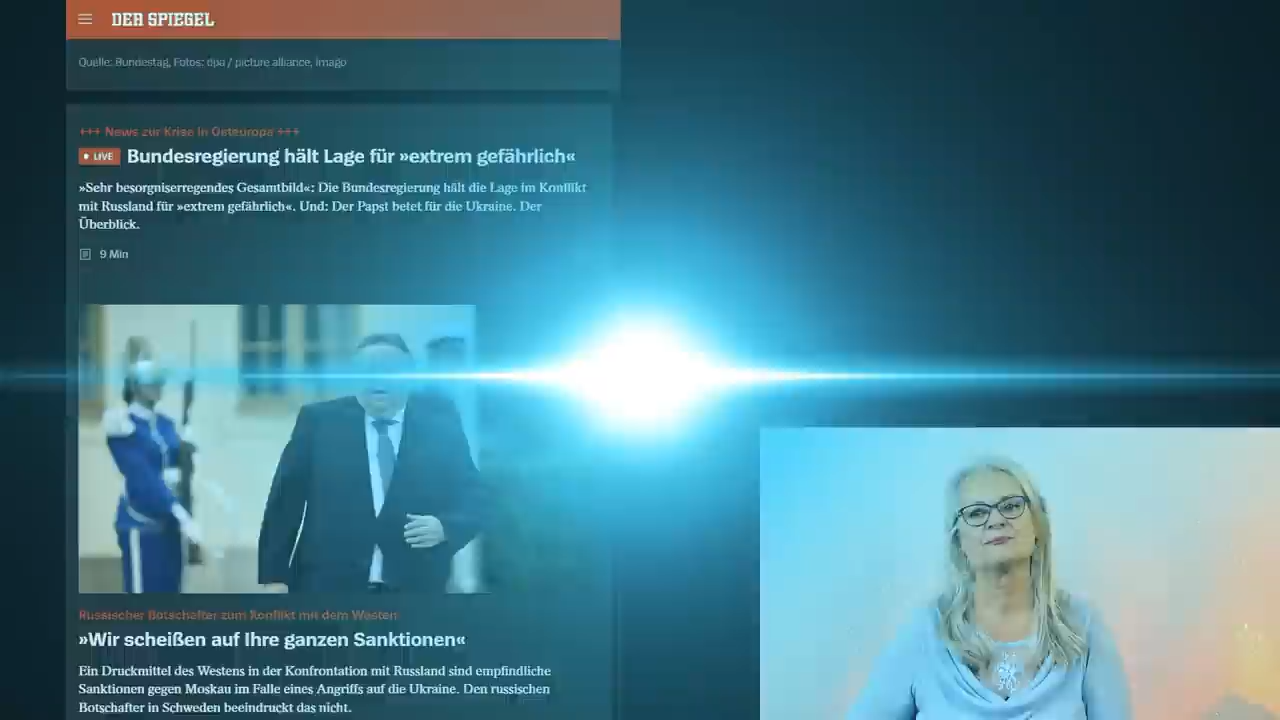 DER SPIEGEL
Quelle: Bundestag, Fotos: dpa / picture alliance, imago
+++ News zur Krise in Osteuropa +++
LIVE Bundesregierung hält Lage für »extrem gefährlich«
»Sehr besorgniserregendes Gesamtbild«: Die Bundesregierung hält die Lage im Konflikt
mit Russland für »extrem gefährlich«. Und: Der Papst betet für die Ukraine. Der
Überblick.
9 Min
Russischer Botschafter zum Konflikt mit dem Westen
»Wir scheißen auf Ihre ganzen Sanktionen«
Ein Druckmittel des Westens in der Konfrontation mit Russland sind empfindliche
Sanktionen gegen Moskau im Falle eines Angriffs auf die Ukraine. Den russischen
Botschafter in Schweden beeindruckt das nicht.